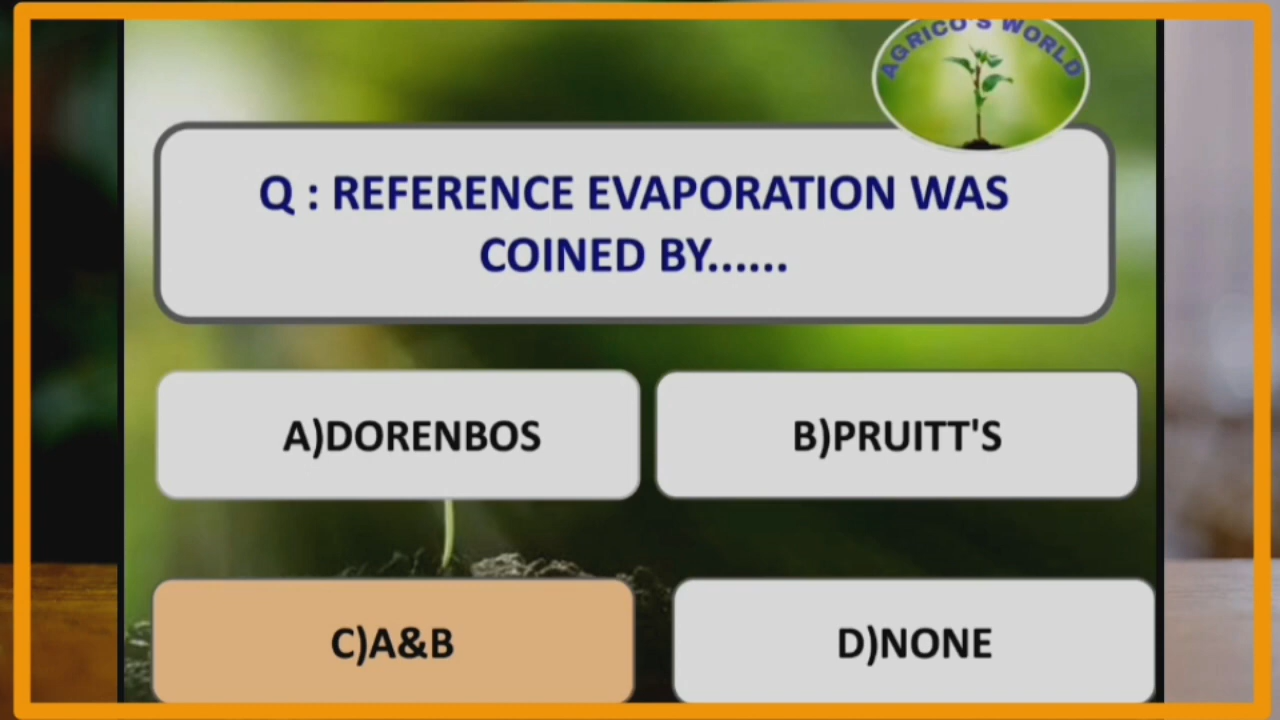 AGRICO'S WORLD
Q : REFERENCE EVAPORATION WAS
COINED BY......
A)DORENBOS
B)PRUITT'S
C)A&B
D)NONE